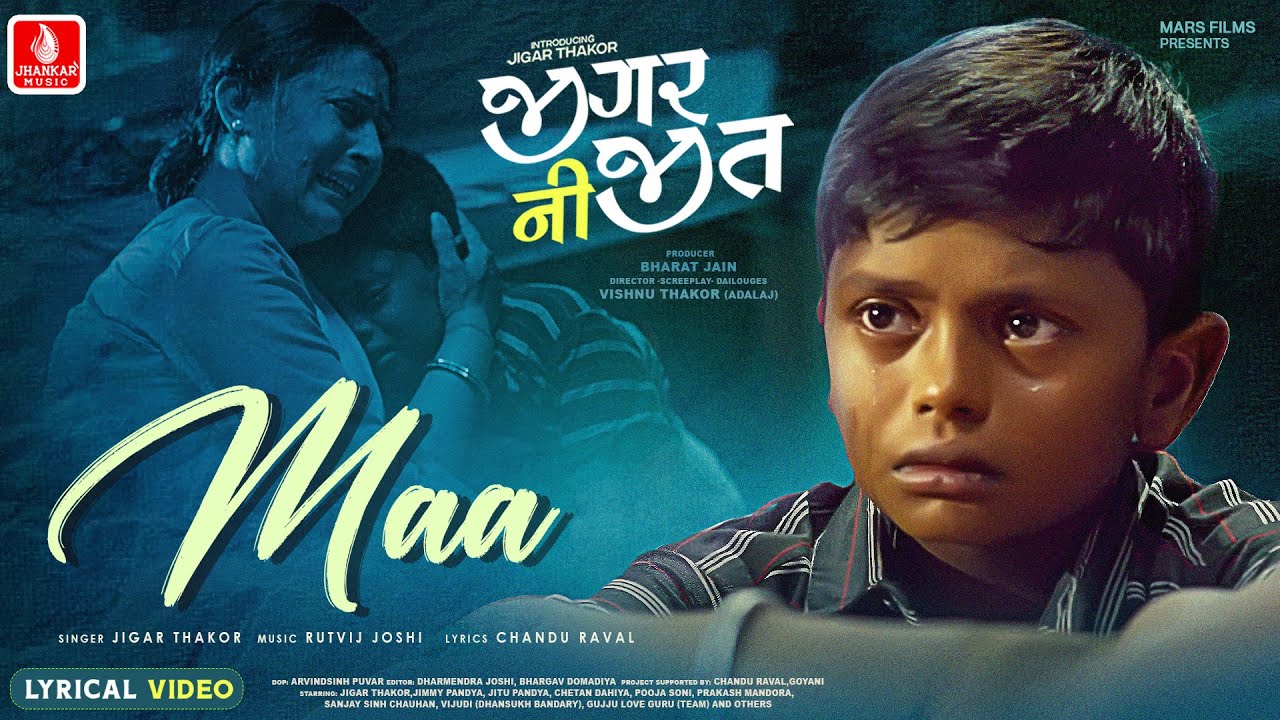 JHANKAR
MUSIC
INTRODUCING
JIGAR THAKOR
જીગર
ની જીત
MARS FILMS
PRESENTS
PRODUCER
BHARAT JAIN
DIRECTOR -SCREEPLAY- DAILOUGES
VISHNU THAKOR (ADALAJ)
Maa
SINGER JIGAR THAKOR MUSIC RUTVIJ JOSHI LYRICS CHANDU RAVAL
LYRICAL VIDEO
DOP: ARVINDSINH PUVAR EDITOR: DHARMENDRA JOSHI, BHARGAV DOMADIYA PROJECT SUPPORTED BY: CHANDU RAVAL,GOYANI
STARRING: JIGAR THAKOR,JIMMY PANDYA, JITU PANDYA, CHETAN DAHIYA, POOJA SONI, PRAKASH MANDORA,
SANJAY SINH CHAUHAN, VIJUDI (DHANSUKH BANDARY), GUJJU LOVE GURU (TEAM) AND OTHERS